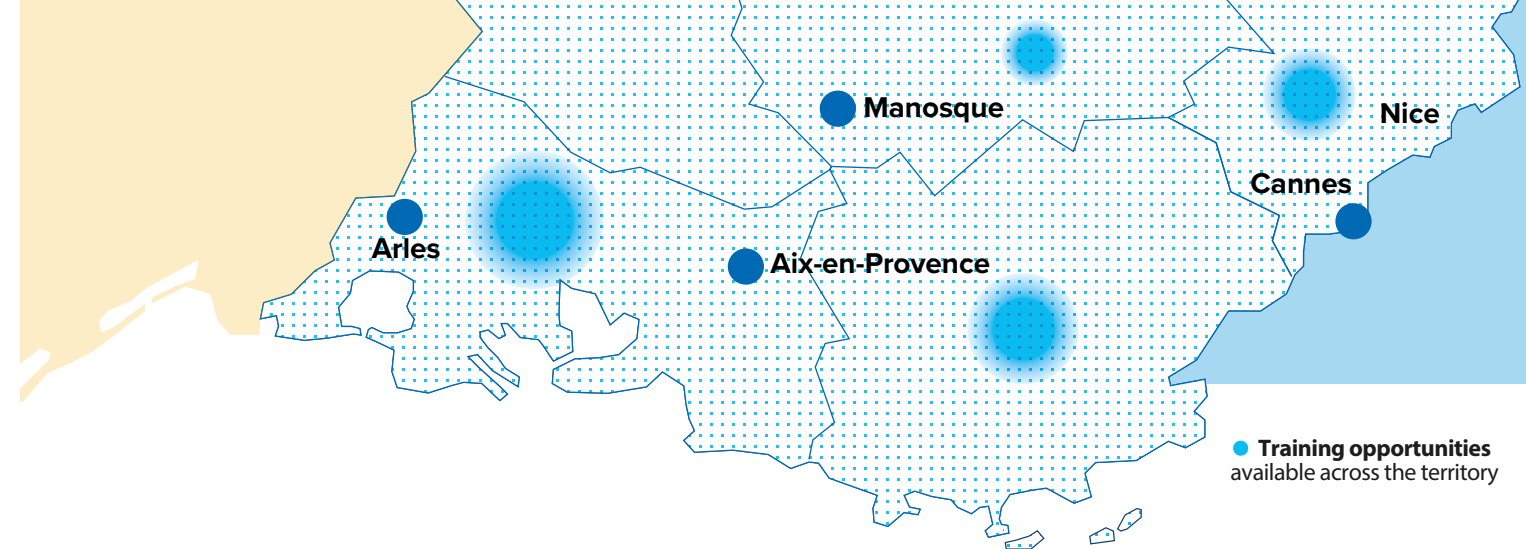 Manosque
Nice
Cannes
Arles
Aix-en-Provence
Training opportunities
available across the territory